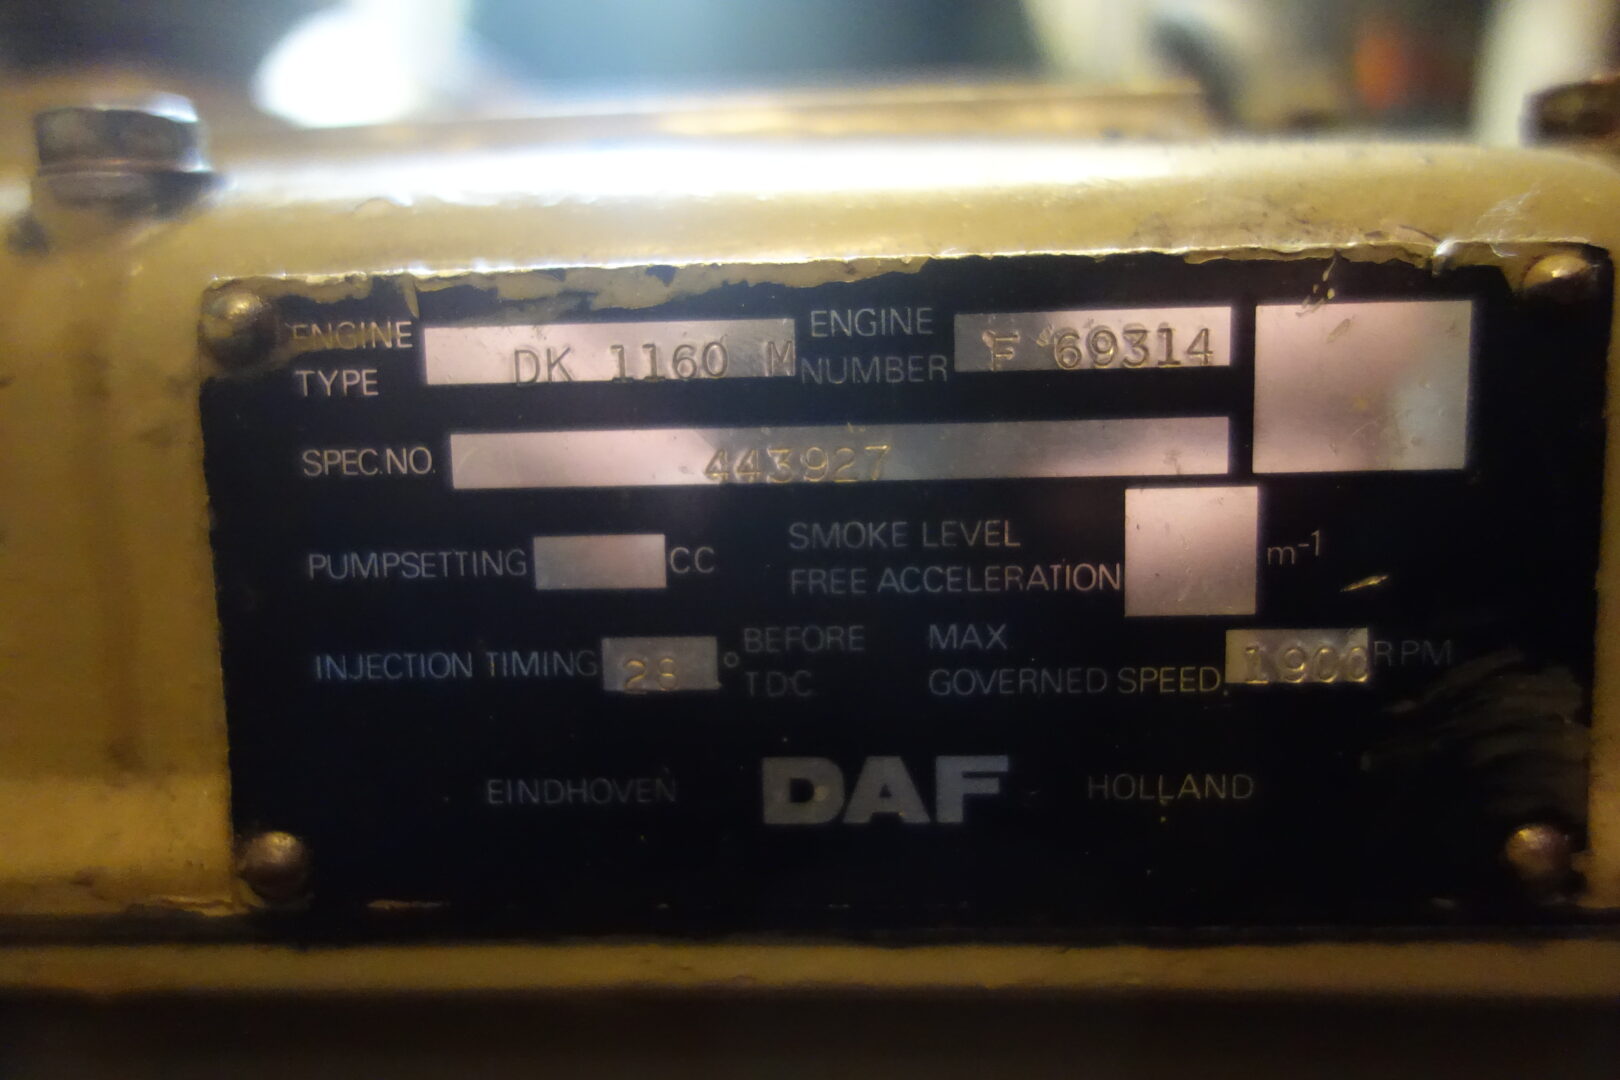 ENGINE TYPE DK 1160 M ENGINE NUMBER F 69314
SPEC.NO. 443927
PUMPSETTING CC SMOKE LEVEL FREE ACCELERATION m-1
INJECTION TIMING 28 ° BEFORE T.D.C. MAX. GOVERNED SPEED. 1900 RPM
EINDHOVEN DAF HOLLAND